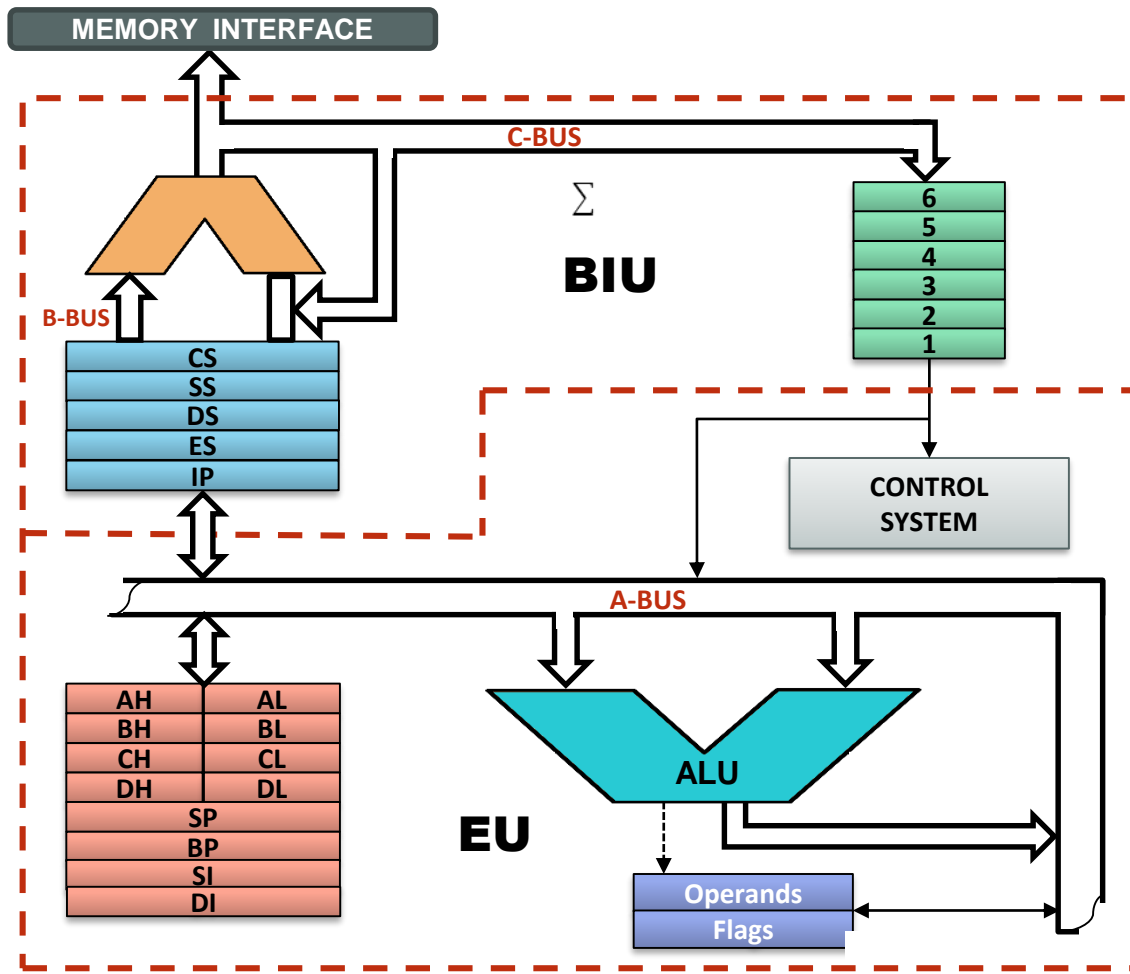 MEMORY INTERFACE
C-BUS
6
5
4
3
2
1
∑
BIU
B-BUS
CS
SS
DS
ES
IP
CONTROL
SYSTEM
A-BUS
AH AL
BH BL
CH CL
DH DL
SP
BP
SI
DI
ALU
EU
Operands
Flags